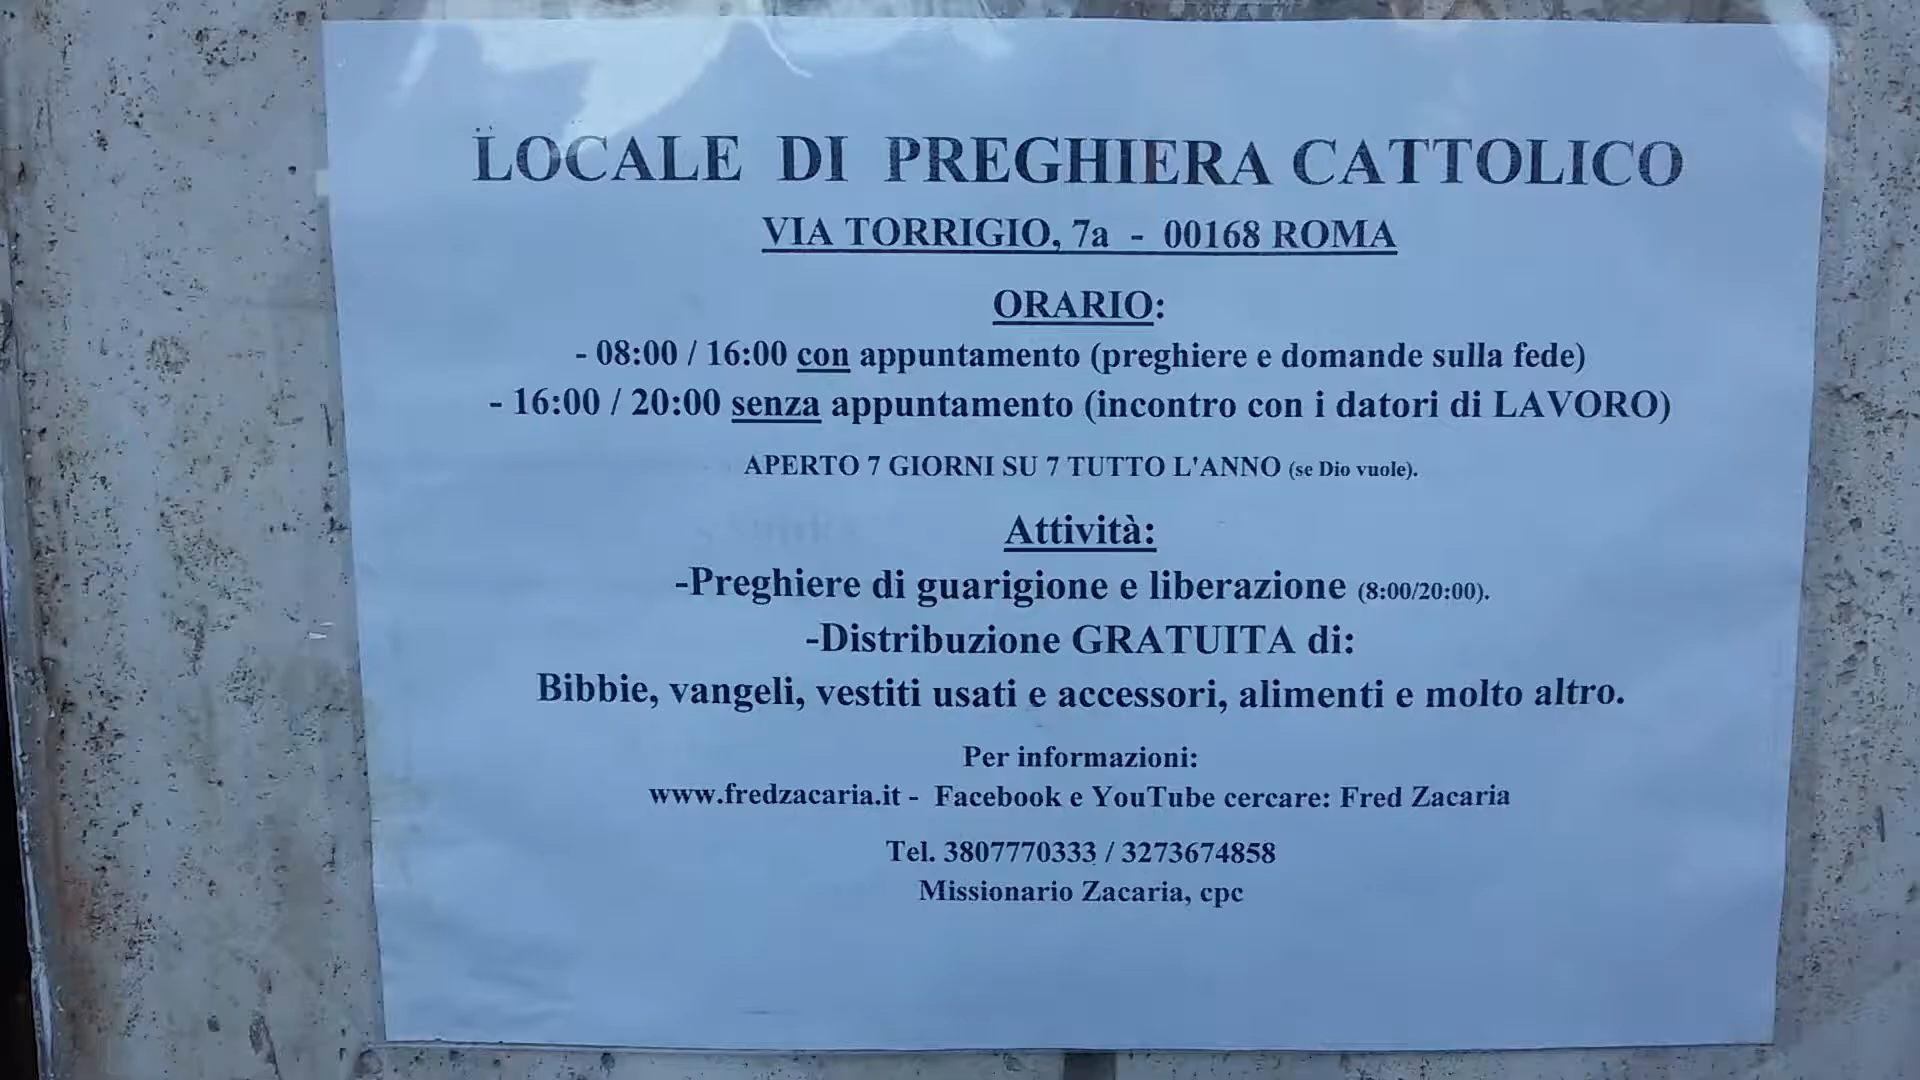 LOCALE DI PREGHIERA CATTOLICO
VIA TORRIGIO, 7a - 00168 ROMA
ORARIO:
- 08:00 / 16:00 con appuntamento (preghiere e domande sulla fede)
- 16:00 / 20:00 senza appuntamento (incontro con i datori di LAVORO)
APERTO 7 GIORNI SU 7 TUTTO L'ANNO (se Dio vuole).
Attività:
-Preghiere di guarigione e liberazione (8:00/20:00).
-Distribuzione GRATUITA di:
Bibbie, vangeli, vestiti usati e accessori, alimenti e molto altro.
Per informazioni:
www.fredzacaria.it - Facebook e YouTube cercare: Fred Zacaria
Tel. 3807770333 / 3273674858
Missionario Zacaria, cpc